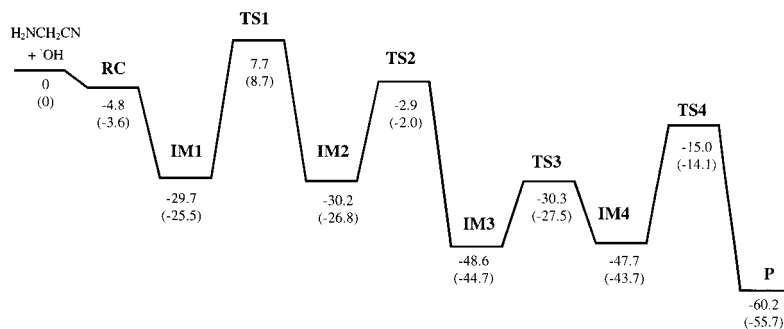 H₂NCH₂CN
+ ˙OH
0
(0)
RC
-4.8
(-3.6)
IM1
-29.7
(-25.5)
TS1
7.7
(8.7)
IM2
-30.2
(-26.8)
TS2
-2.9
(-2.0)
IM3
-48.6
(-44.7)
TS3
-30.3
(-27.5)
IM4
-47.7
(-43.7)
TS4
-15.0
(-14.1)
P
-60.2
(-55.7)